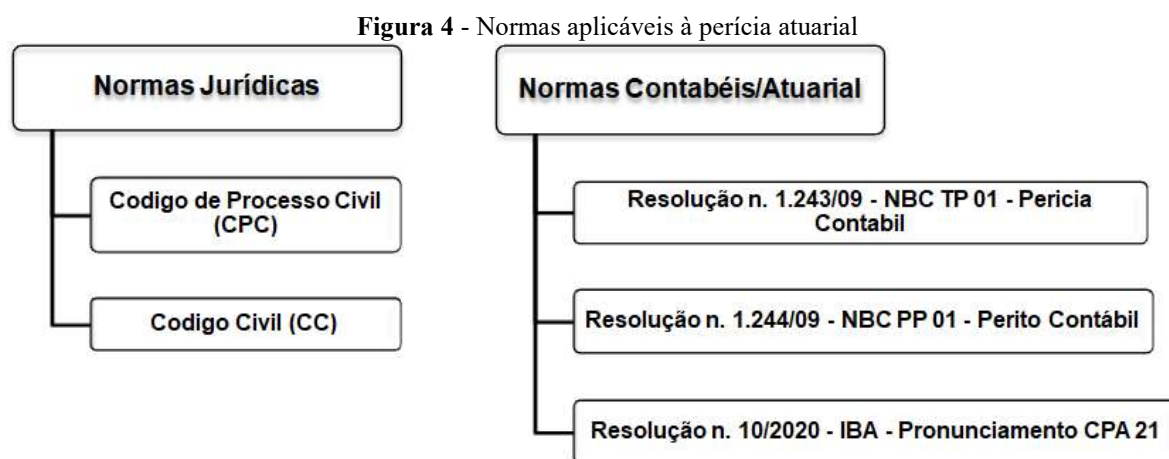 Figura 4 - Normas aplicáveis à perícia atuarial
Normas Jurídicas
Codigo de Processo Civil
(CPC)
Codigo Civil (CC)
Normas Contabéis/Atuarial
Resolução n. 1.243/09 - NBC TP 01 - Pericia
Contabil
Resolução n. 1.244/09 - NBC PP 01 - Perito Contábil
Resolução n. 10/2020 - IBA - Pronunciamento CPA 21